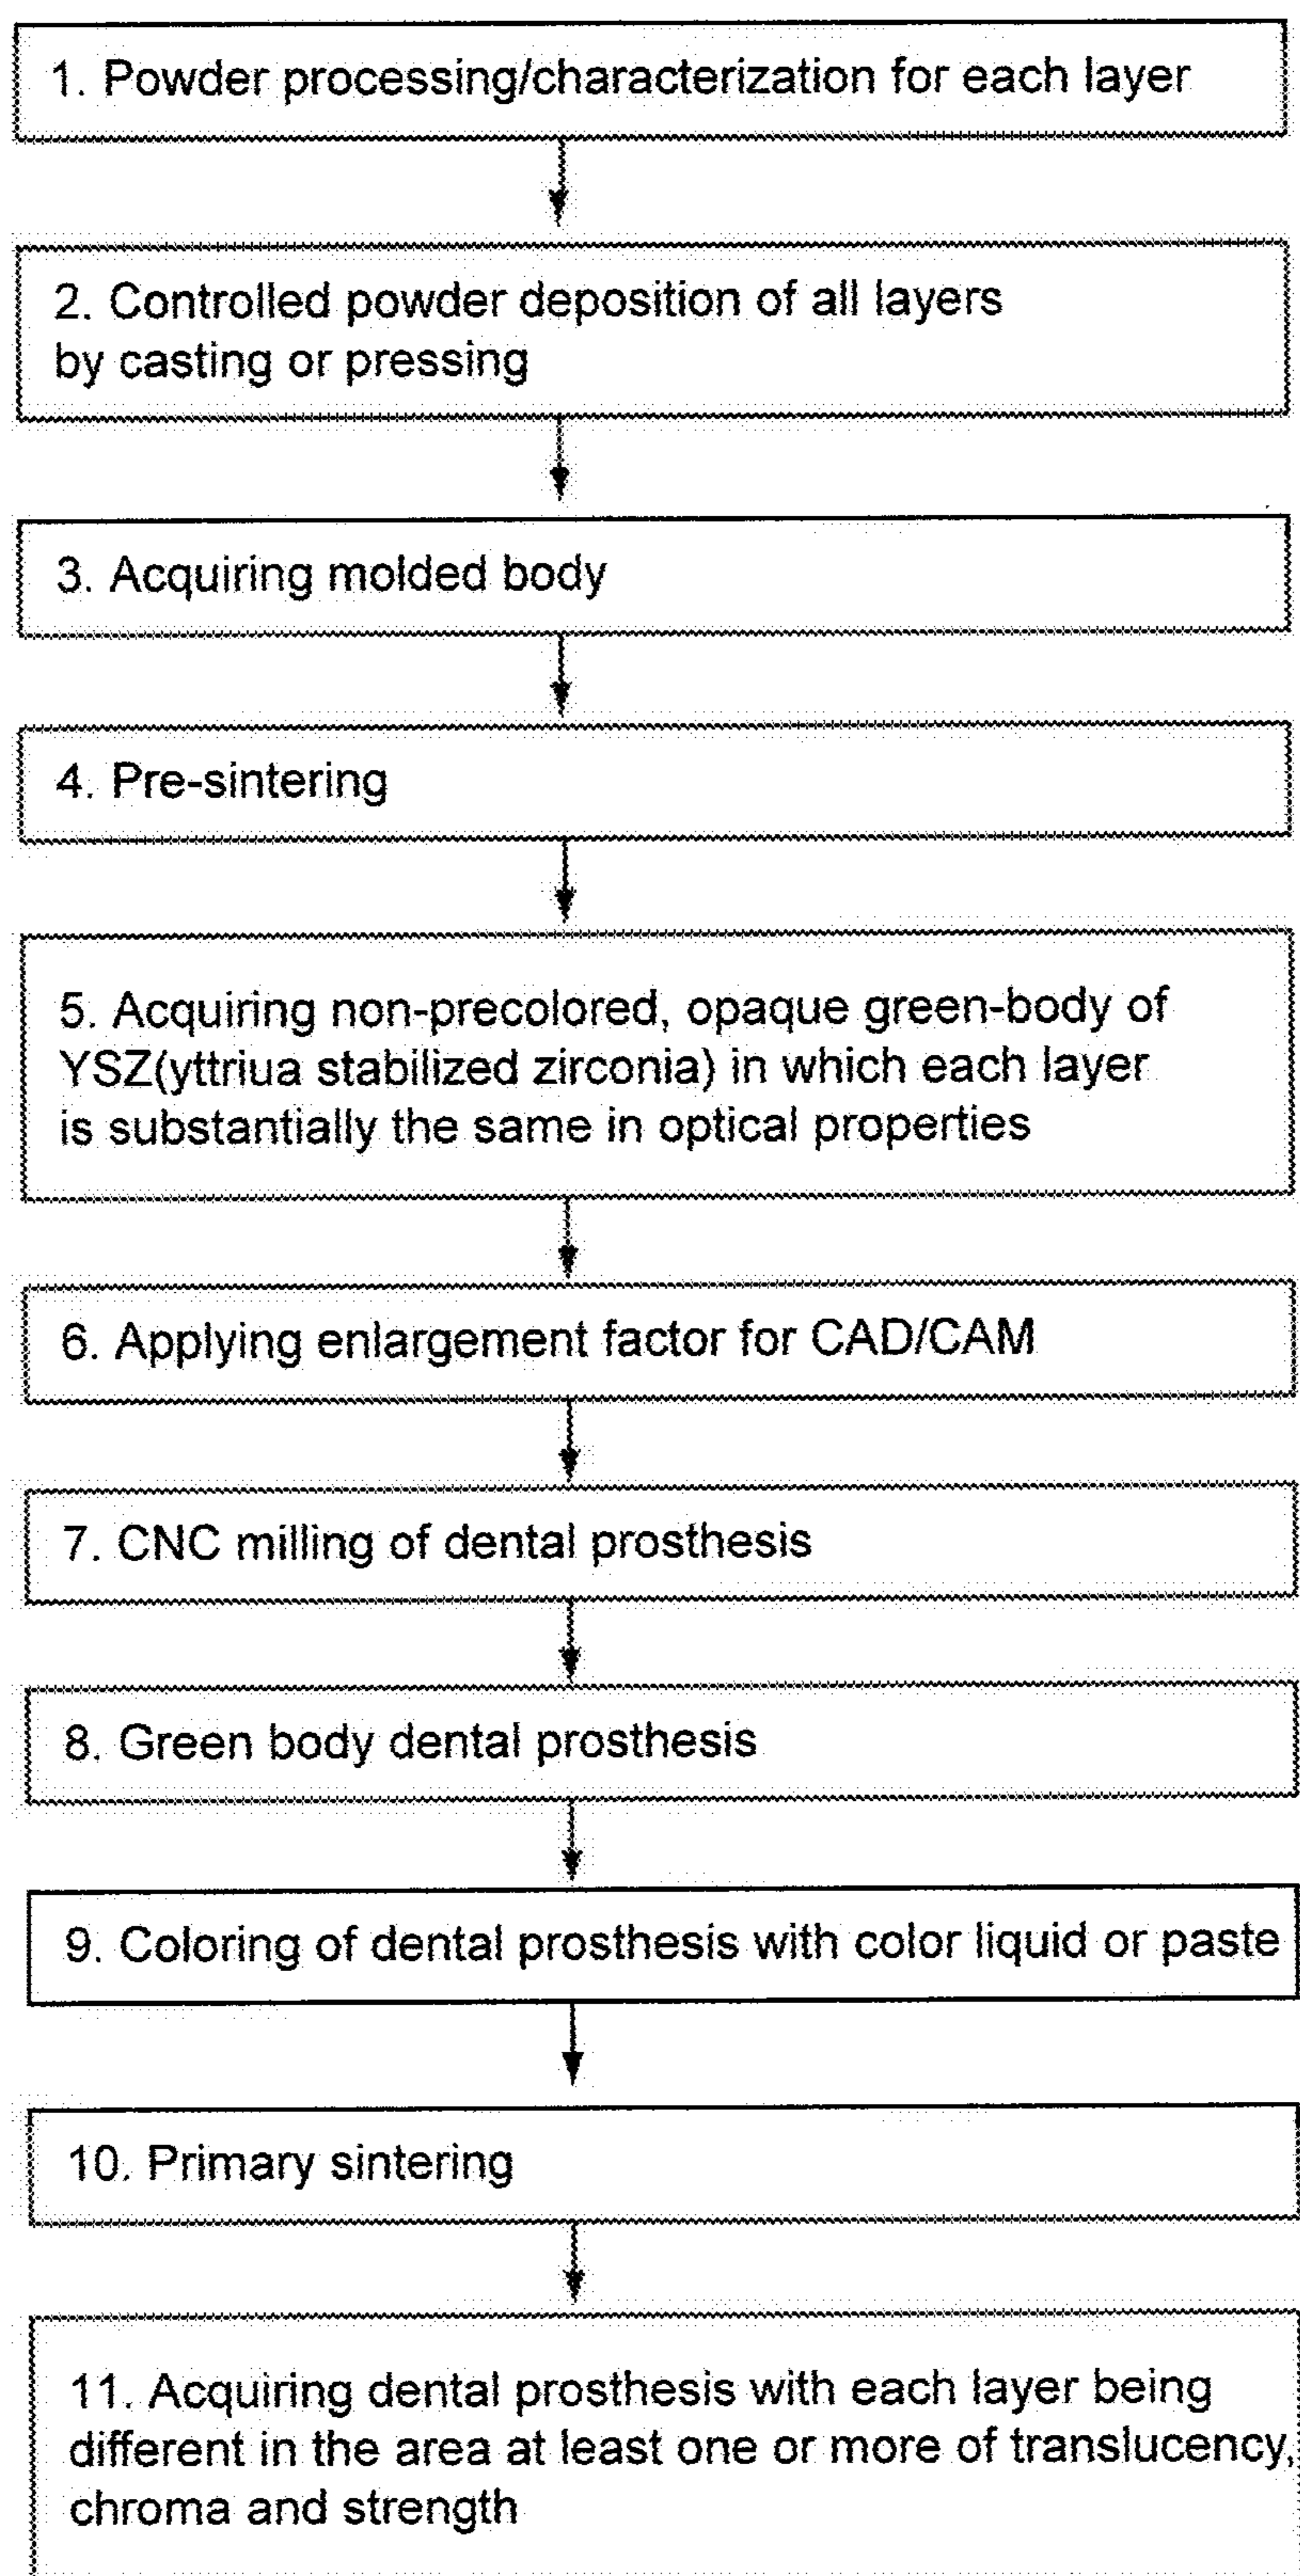 1. Powder processing/characterization for each layer
2. Controlled powder deposition of all layers
by casting or pressing
3. Acquiring molded body
4. Pre-sintering
5. Acquiring non-precolored, opaque green-body of
YSZ(yttriua stabilized zirconia) in which each layer
is substantially the same in optical properties
6. Applying enlargement factor for CAD/CAM
7. CNC milling of dental prosthesis
8. Green body dental prosthesis
9. Coloring of dental prosthesis with color liquid or paste
10. Primary sintering
11. Acquiring dental prosthesis with each layer being
different in the area at least one or more of translucency,
chroma and strength